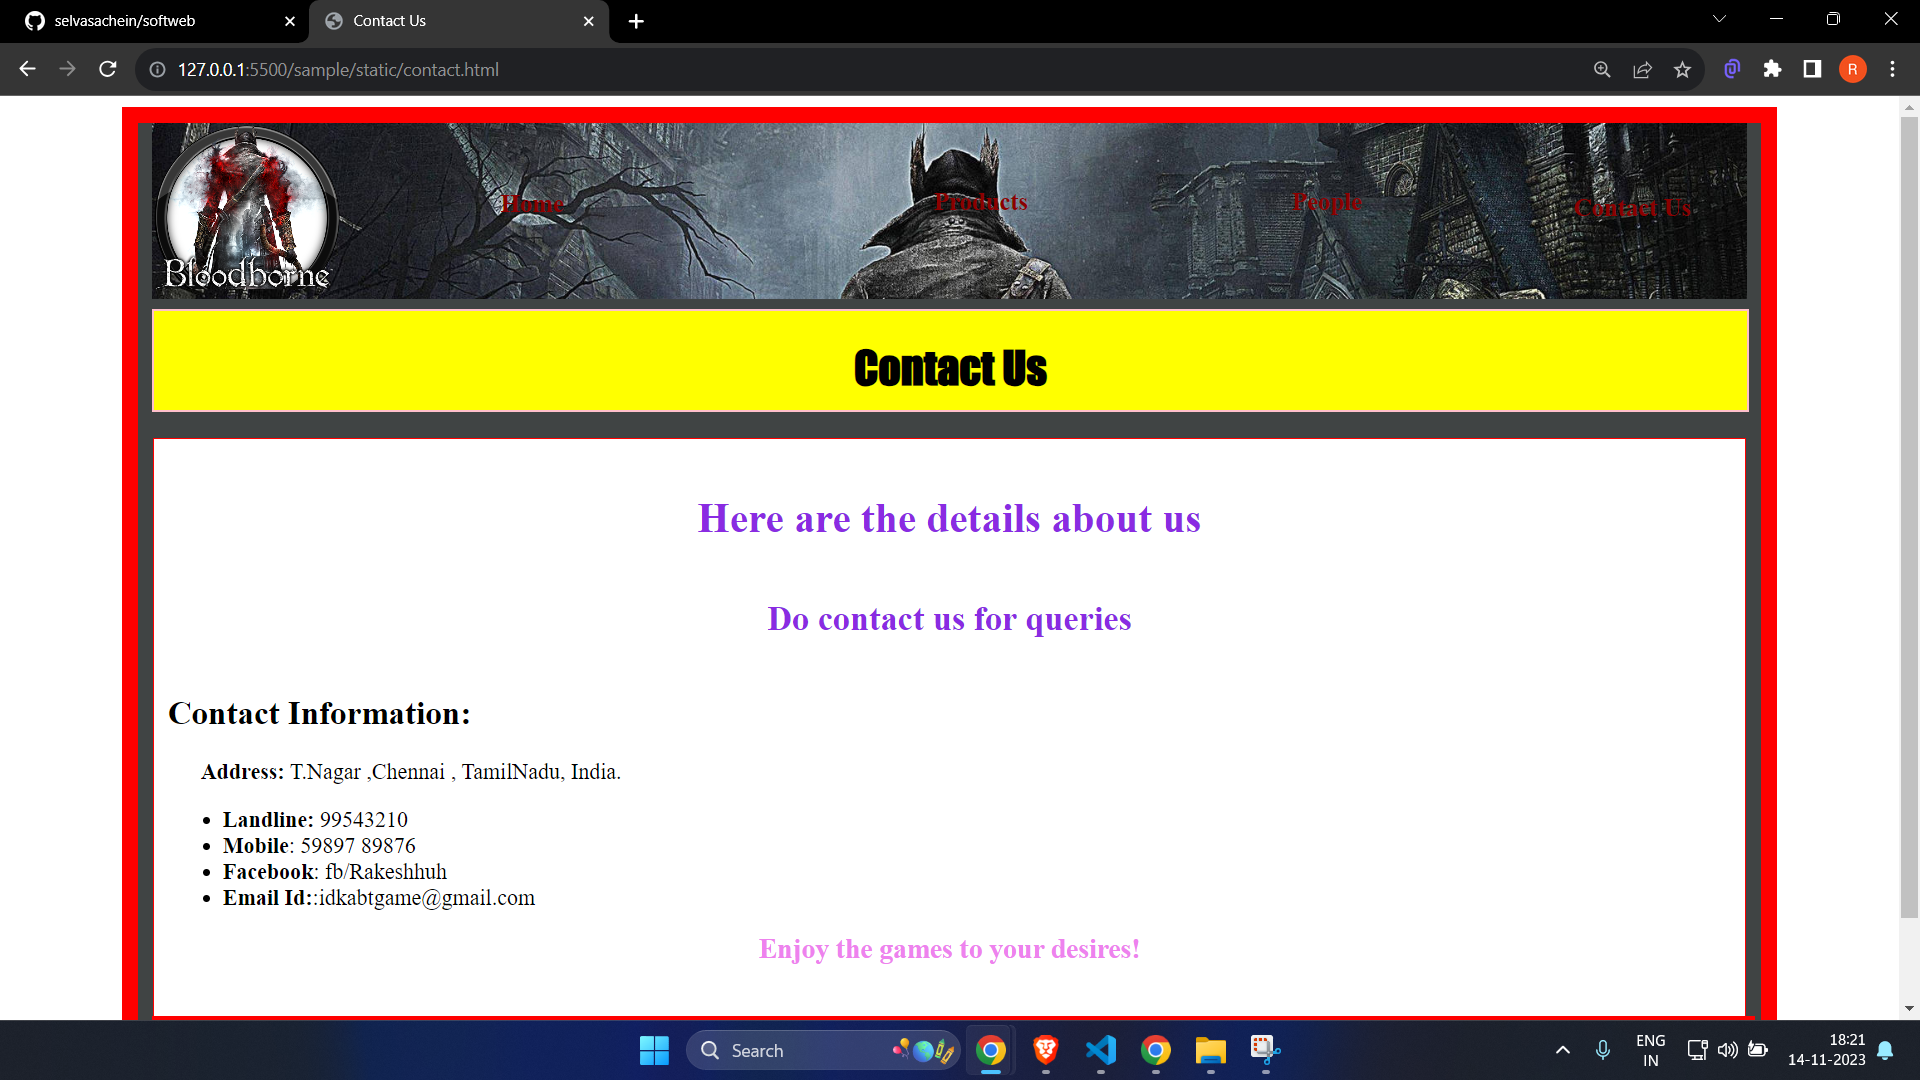 selvasachein/softweb
Contact Us
127.0.0.1:5500/sample/static/contact.html
R
Home
Products
People
Contact Us
Bloodborne
Contact Us
Here are the details about us
Do contact us for queries
Contact Information:
Address: T.Nagar ,Chennai , TamilNadu, India.
• Landline: 99543210
• Mobile: 59897 89876
• Facebook: fb/Rakeshhuh
• Email Id::idkabtgame@gmail.com
Enjoy the games to your desires!
Search
ENG
IN
18:21
14-11-2023